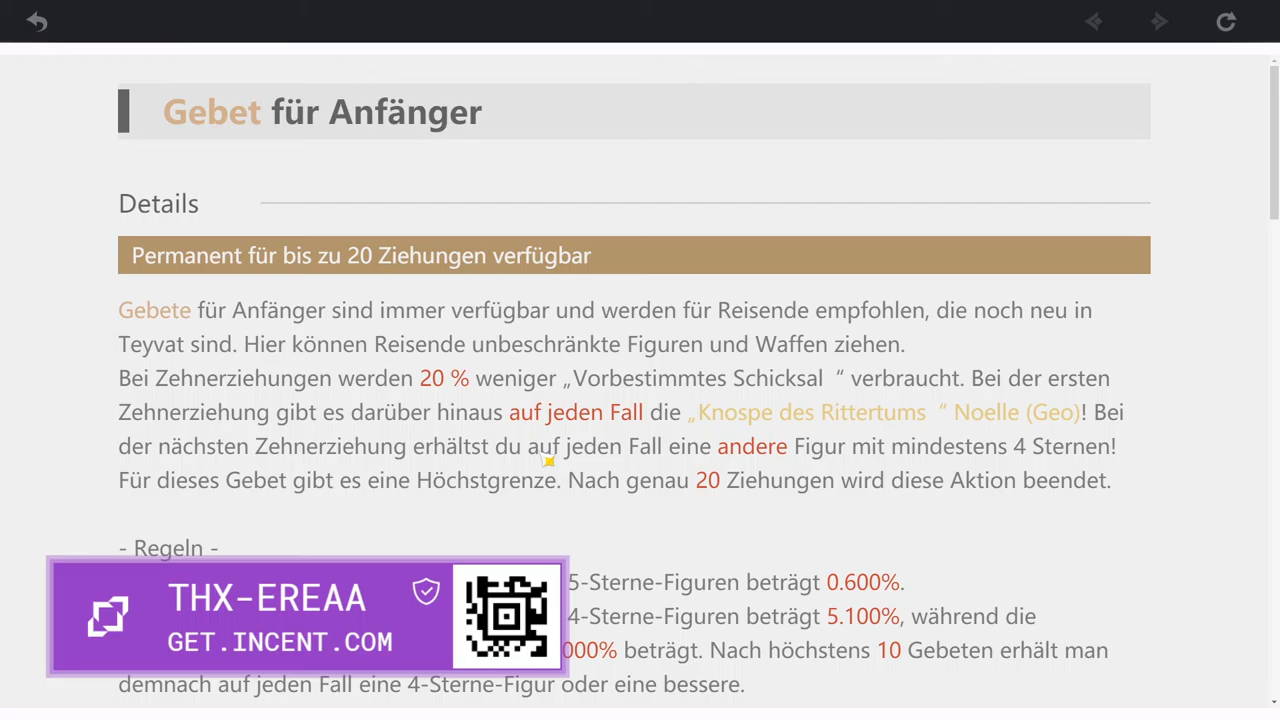 Gebet für Anfänger
Details
Permanent für bis zu 20 Ziehungen verfügbar
Gebete für Anfänger sind immer verfügbar und werden für Reisende empfohlen, die noch neu in
Teyvat sind. Hier können Reisende unbeschränkte Figuren und Waffen ziehen.
Bei Zehnerziehungen werden 20 % weniger „Vorbestimmtes Schicksal “ verbraucht. Bei der ersten
Zehnerziehung gibt es darüber hinaus auf jeden Fall die „Knospe des Rittertums “ Noelle (Geo)! Bei
der nächsten Zehnerziehung erhältst du auf jeden Fall eine andere Figur mit mindestens 4 Sternen!
Für dieses Gebet gibt es eine Höchstgrenze. Nach genau 20 Ziehungen wird diese Aktion beendet.
- Regeln -
5-Sterne-Figuren beträgt 0.600%.
4-Sterne-Figuren beträgt 5.100%, während die
000% beträgt. Nach höchstens 10 Gebeten erhält man
demnach auf jeden Fall eine 4-Sterne-Figur oder eine bessere.
THX-EREAA
GET.INCENT.COM